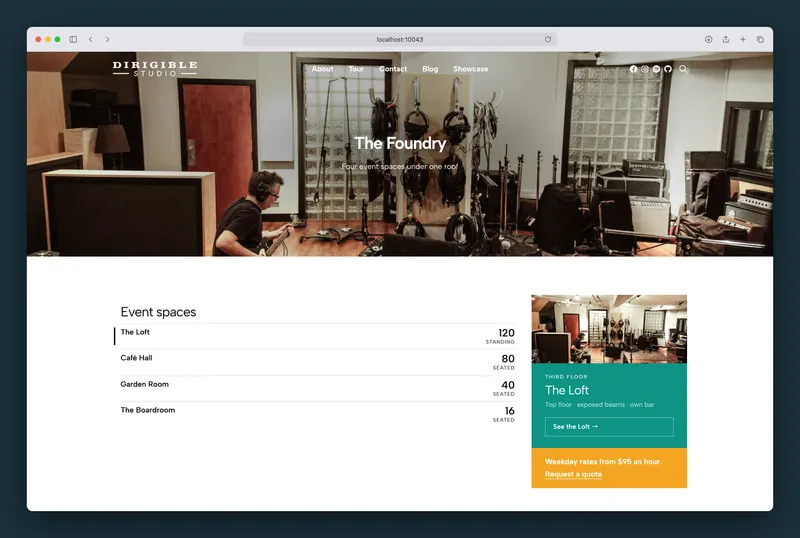 localhost:10043
DIRIGIBLE
STUDIO
About Tour Contact Blog Showcase
The Foundry
Four event spaces under one roof
Event spaces
The Loft
120
STANDING
Café Hall
80
SEATED
Garden Room
40
SEATED
The Boardroom
16
SEATED
THIRD FLOOR
The Loft
Top floor · exposed beams · own bar
See the Loft →
Weekday rates from $95 an hour.
Request a quote